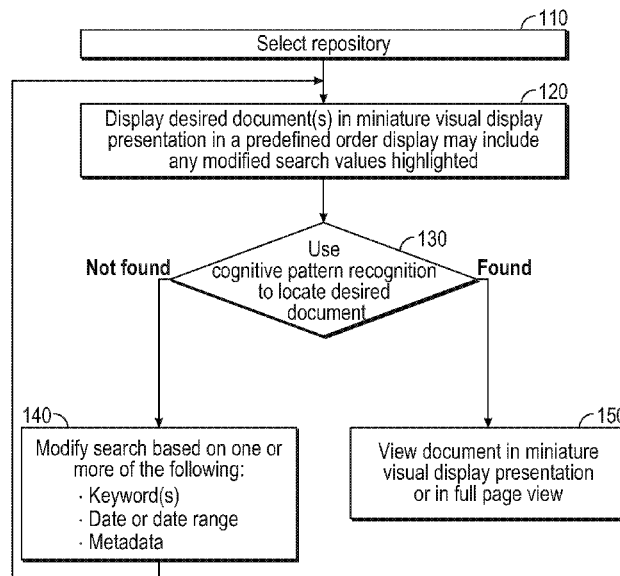 110
Select repository
120
Display desired document(s) in miniature visual display
presentation in a predefined order display may include
any modified search values highlighted
130
Use
cognitive pattern recognition
to locate desired
document
Not found
Found
140
Modify search based on one or
more of the following:
· Keyword(s)
· Date or date range
· Metadata
150
View document in miniature
visual display presentation
or in full page view